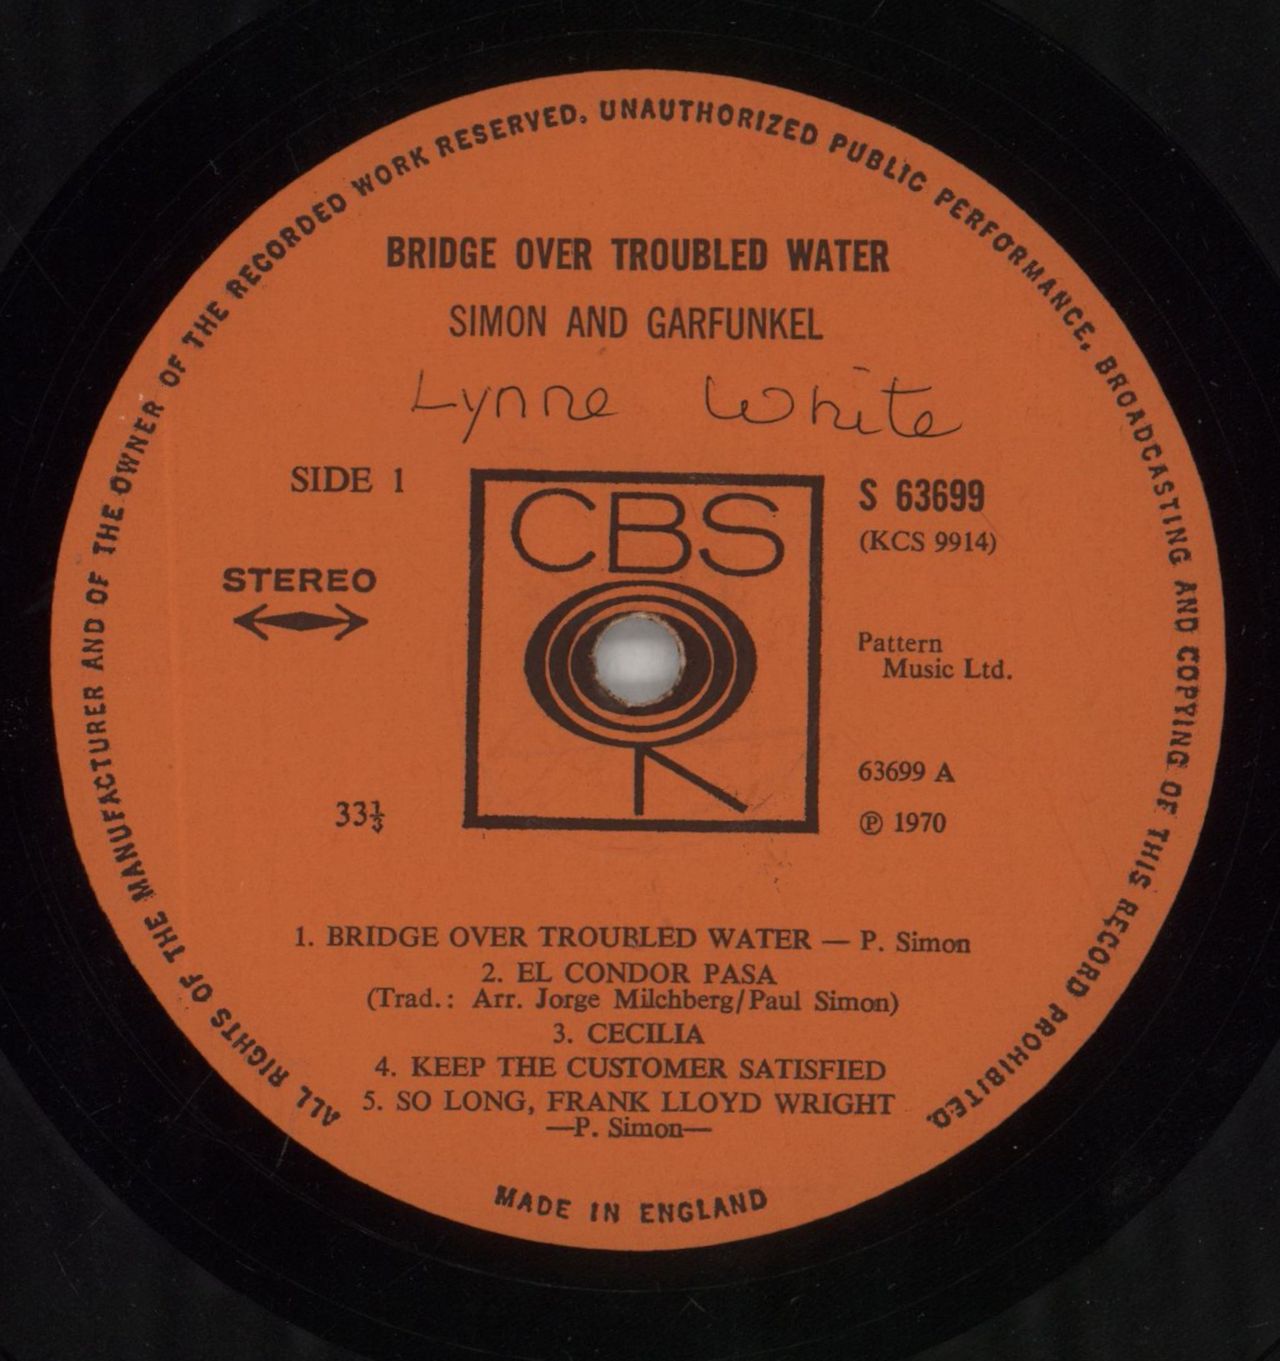 ALL RIGHTS OF THE MANUFACTURER AND OF THE OWNER OF THE RECORDED WORK RESERVED. UNAUTHORIZED PUBLIC PERFORMANCE, BROADCASTING AND COPYING OF THIS RECORD PROHIBITED.
BRIDGE OVER TROUBLED WATER
SIMON AND GARFUNKEL
Lynne White
SIDE 1
STEREO
33⅓
CBS
S 63699
(KCS 9914)
Pattern
Music Ltd.
63699 A
℗ 1970
1. BRIDGE OVER TROUBLED WATER — P. Simon
2. EL CONDOR PASA
(Trad.: Arr. Jorge Milchberg/Paul Simon)
3. CECILIA
4. KEEP THE CUSTOMER SATISFIED
5. SO LONG, FRANK LLOYD WRIGHT
—P. Simon—
MADE IN ENGLAND